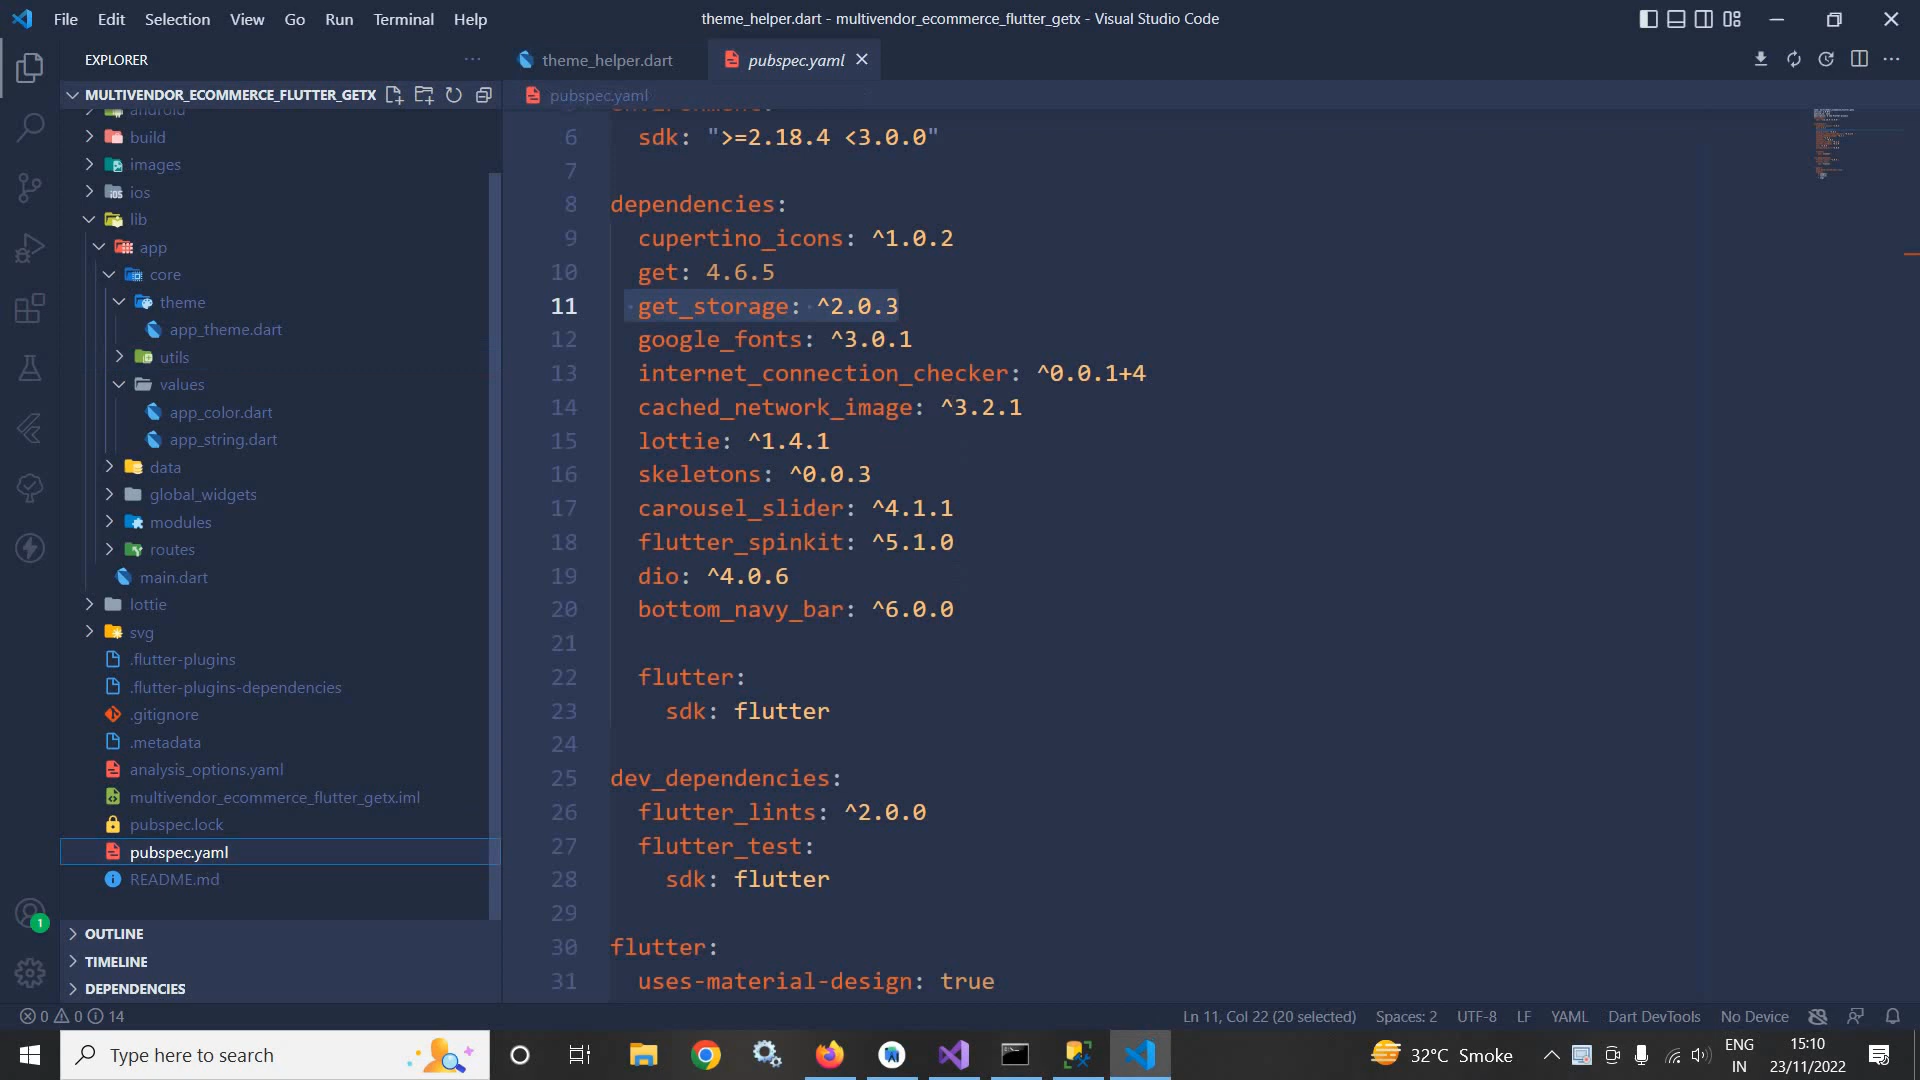 File Edit Selection View Go Run Terminal Help
theme_helper.dart - multivendor_ecommerce_flutter_getx - Visual Studio Code
EXPLORER
MULTIVENDOR_ECOMMERCE_FLUTTER_GETX
android
build
images
ios
lib
app
core
theme
app_theme.dart
utils
values
app_color.dart
app_string.dart
data
global_widgets
modules
routes
main.dart
lottie
svg
.flutter-plugins
.flutter-plugins-dependencies
.gitignore
.metadata
analysis_options.yaml
multivendor_ecommerce_flutter_getx.iml
pubspec.lock
pubspec.yaml
README.md
OUTLINE
TIMELINE
DEPENDENCIES
1
theme_helper.dart
pubspec.yaml
pubspec.yaml
6 sdk: ">=2.18.4 <3.0.0"
7
8 dependencies:
9 cupertino_icons: ^1.0.2
10 get: 4.6.5
11 get_storage: ^2.0.3
12 google_fonts: ^3.0.1
13 internet_connection_checker: ^0.0.1+4
14 cached_network_image: ^3.2.1
15 lottie: ^1.4.1
16 skeletons: ^0.0.3
17 carousel_slider: ^4.1.1
18 flutter_spinkit: ^5.1.0
19 dio: ^4.0.6
20 bottom_navy_bar: ^6.0.0
21
22 flutter:
23 sdk: flutter
24
25 dev_dependencies:
26 flutter_lints: ^2.0.0
27 flutter_test:
28 sdk: flutter
29
30 flutter:
31 uses-material-design: true
0 0 14
Ln 11, Col 22 (20 selected) Spaces: 2 UTF-8 LF YAML Dart DevTools No Device
Type here to search
32°C Smoke
ENG
IN
15:10
23/11/2022